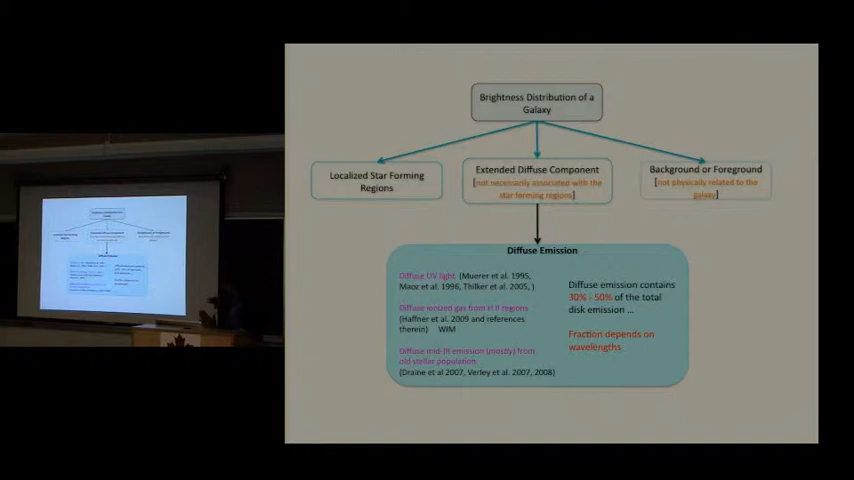 Brightness Distribution of a
Galaxy
Localized Star Forming
Regions
Extended Diffuse Component
[not necessarily associated with the
star forming regions]
Background or Foreground
[not physically related to the
galaxy]
Diffuse Emission
Diffuse UV light (Muerer et al. 1995,
Maoz et al. 1996, Thilker et al. 2005, )
Diffuse ionized gas from H II regions
(Haffner et al. 2009 and references
therein) WIM
Diffuse mid-IR emission (mostly) from
old stellar population
(Draine et al 2007, Verley et al. 2007, 2008)
Diffuse emission contains
30% - 50% of the total
disk emission ...
Fraction depends on
wavelengths